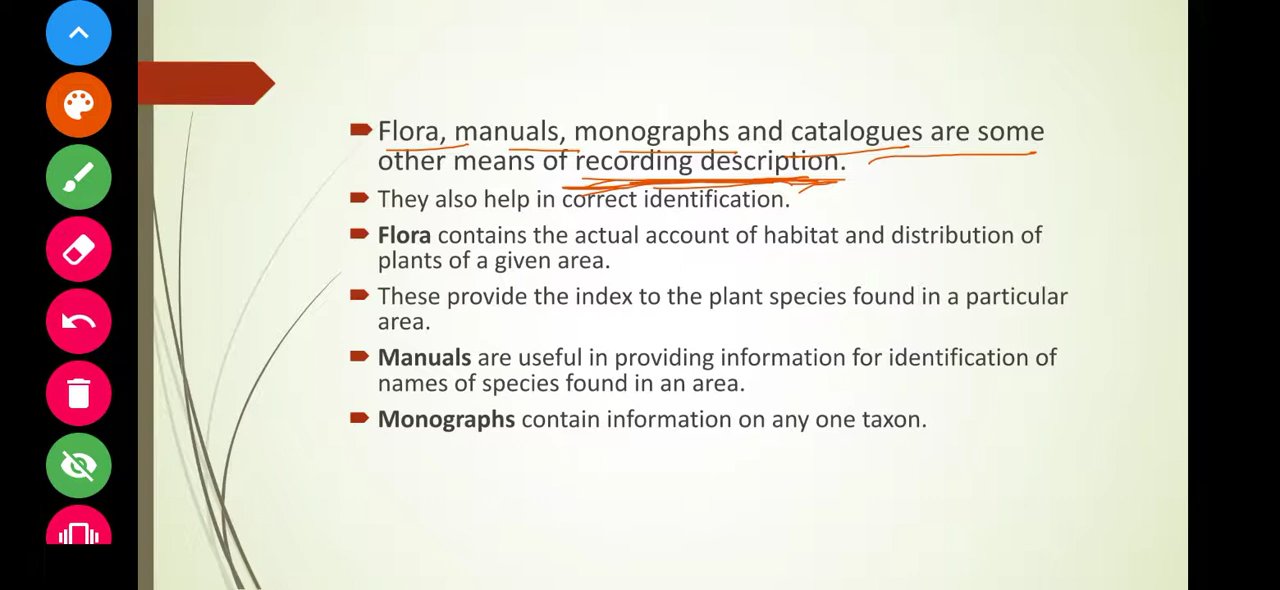 Flora, manuals, monographs and catalogues are some
other means of recording description.
They also help in correct identification.
Flora contains the actual account of habitat and distribution of
plants of a given area.
These provide the index to the plant species found in a particular
area.
Manuals are useful in providing information for identification of
names of species found in an area.
Monographs contain information on any one taxon.